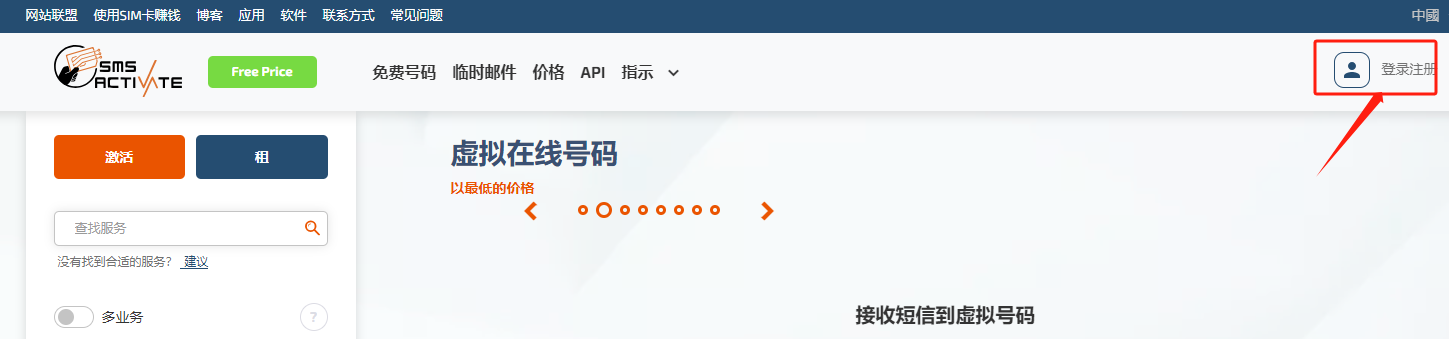 网站联盟 使用SIM卡赚钱 博客 应用 软件 联系方式 常见问题 中國
SMS
ACTIVATE
Free Price 免费号码 临时邮件 价格 API 指示 登录注册
激活 租
虚拟在线号码
以最低的价格
查找服务
没有找到合适的服务? 建议
多业务 ?
接收短信到虚拟号码